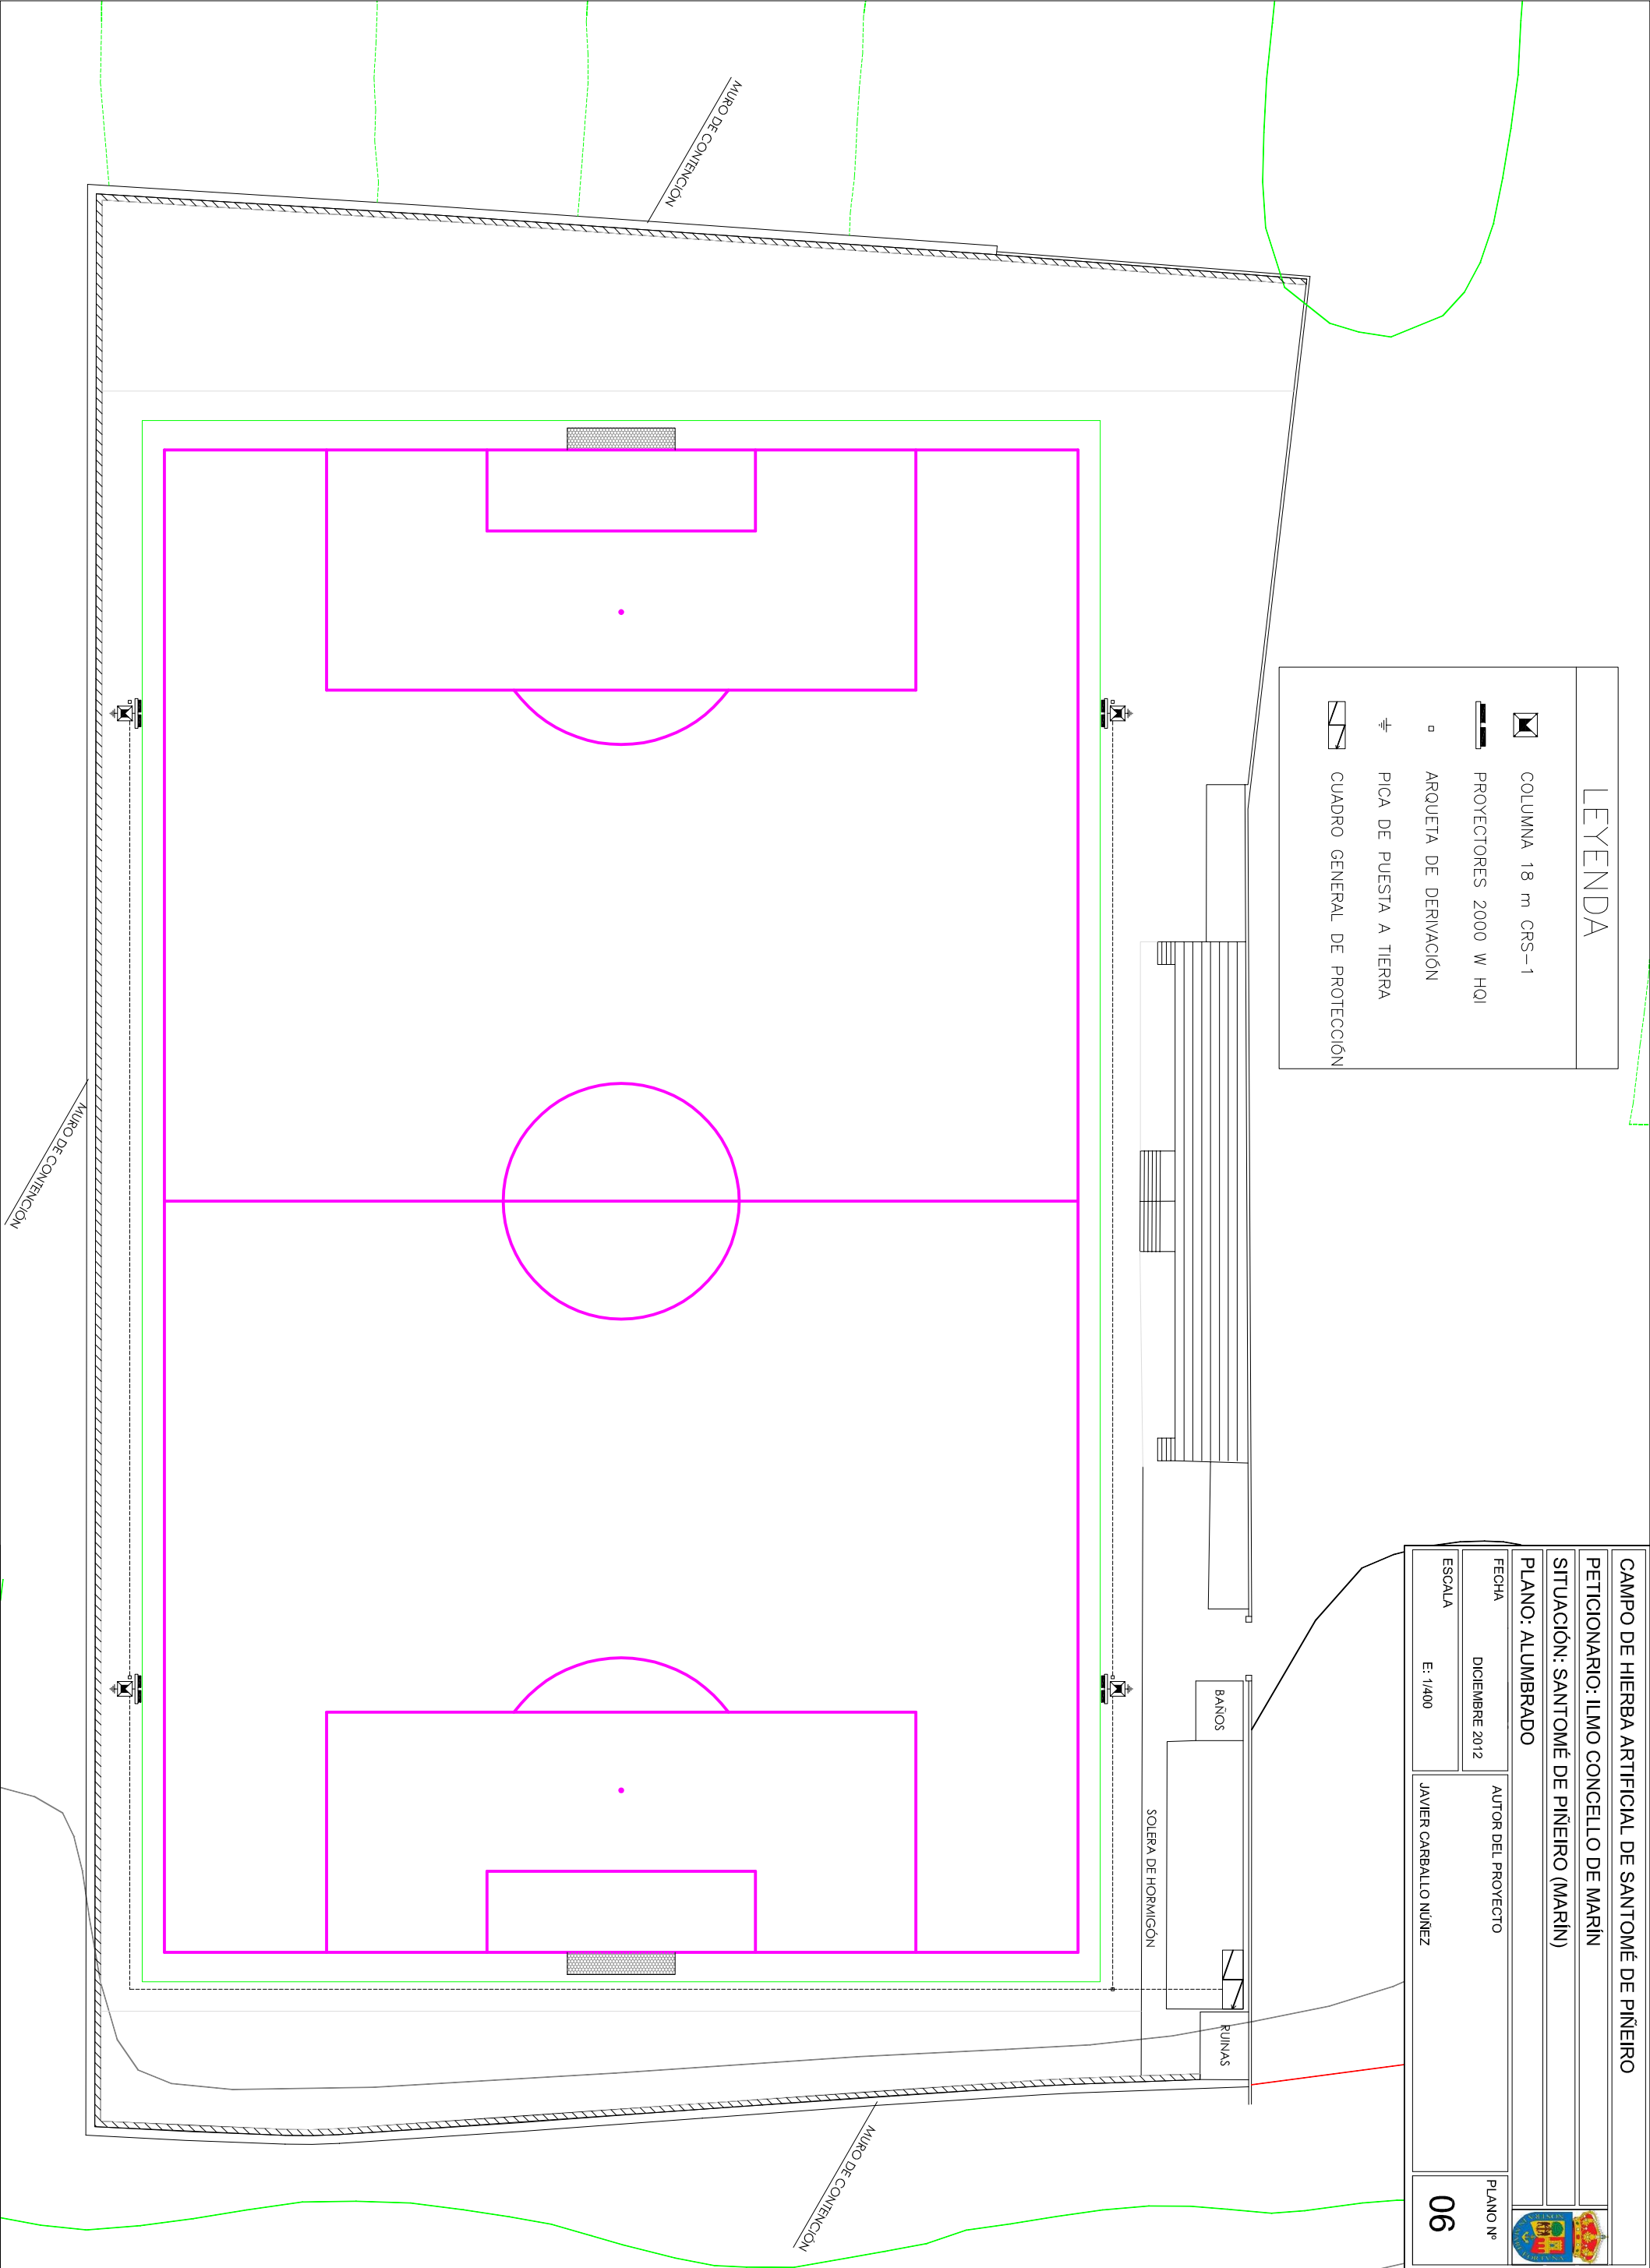 CAMPO DE HIERBA ARTIFICIAL DE SANTOMÉ DE PIÑEIRO
PETICIONARIO: ILMO CONCELLO DE MARÍN
SITUACIÓN: SANTOMÉ DE PIÑEIRO (MARÍN)
PLANO: ALUMBRADO
FECHA
DICIEMBRE 2012
ESCALA
E: 1/400
AUTOR DEL PROYECTO
JAVIER CARBALLO NÚÑEZ
PLANO Nº
06
LEYENDA
COLUMNA 18 m CRS-1
PROYECTORES 2000 W HQI
ARQUETA DE DERIVACIÓN
PICA DE PUESTA A TIERRA
CUADRO GENERAL DE PROTECCIÓN
MURO DE CONTENCIÓN
BAÑOS
SOLERA DE HORMIGÓN
RUINAS
MURO DE CONTENCIÓN
MURO DE CONTENCIÓN